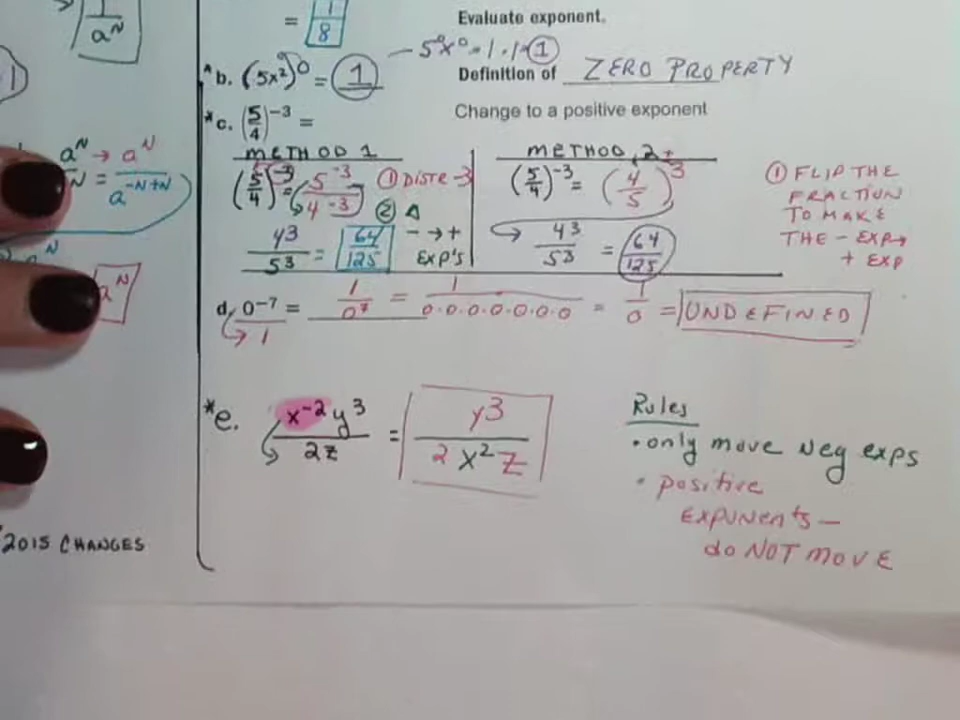 1
a^N
= 1/8
Evaluate exponent.
*b. (5x²)⁰ = 1
— 5⁰x⁰ = 1 · 1 = 1
Definition of ZERO PROPERTY
*c. (5/4)⁻³ =
Change to a positive exponent
METHOD 1
(5/4)⁻³ = 5⁻³/4⁻³ ① DISTR -3
② Δ
− → +
EXP'S
4³/5³ = 64/125
METHOD 2
(5/4)⁻³ = (4/5)³
4³/5³ = 64/125
① FLIP THE
FRACTION
TO MAKE
THE − EXP→
+ EXP
a^N → a^N
N = a^(−N+N)
d. 0⁻⁷ = 1/0⁷ = 1/0·0·0·0·0·0·0 = 1/0 = UNDEFINED
1
*e. x⁻²y³/2z = y³/2x²z
Rules
• only move neg exps
• positive
EXPONENTS —
do NOT MOVE
2015 CHANGES